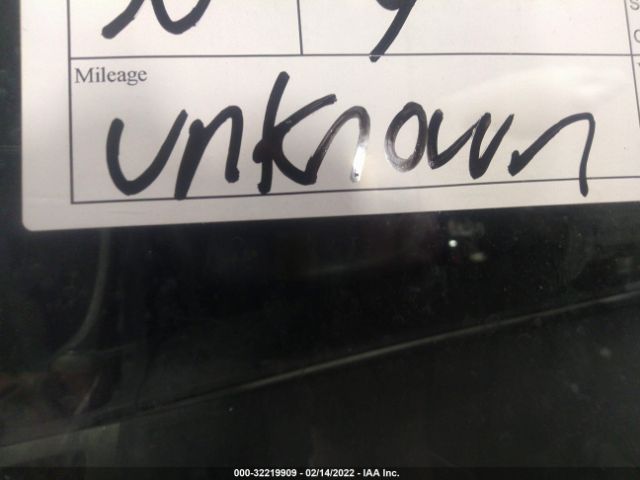 Mileage
unknown
000-32219909 - 02/14/2022 - IAA Inc.